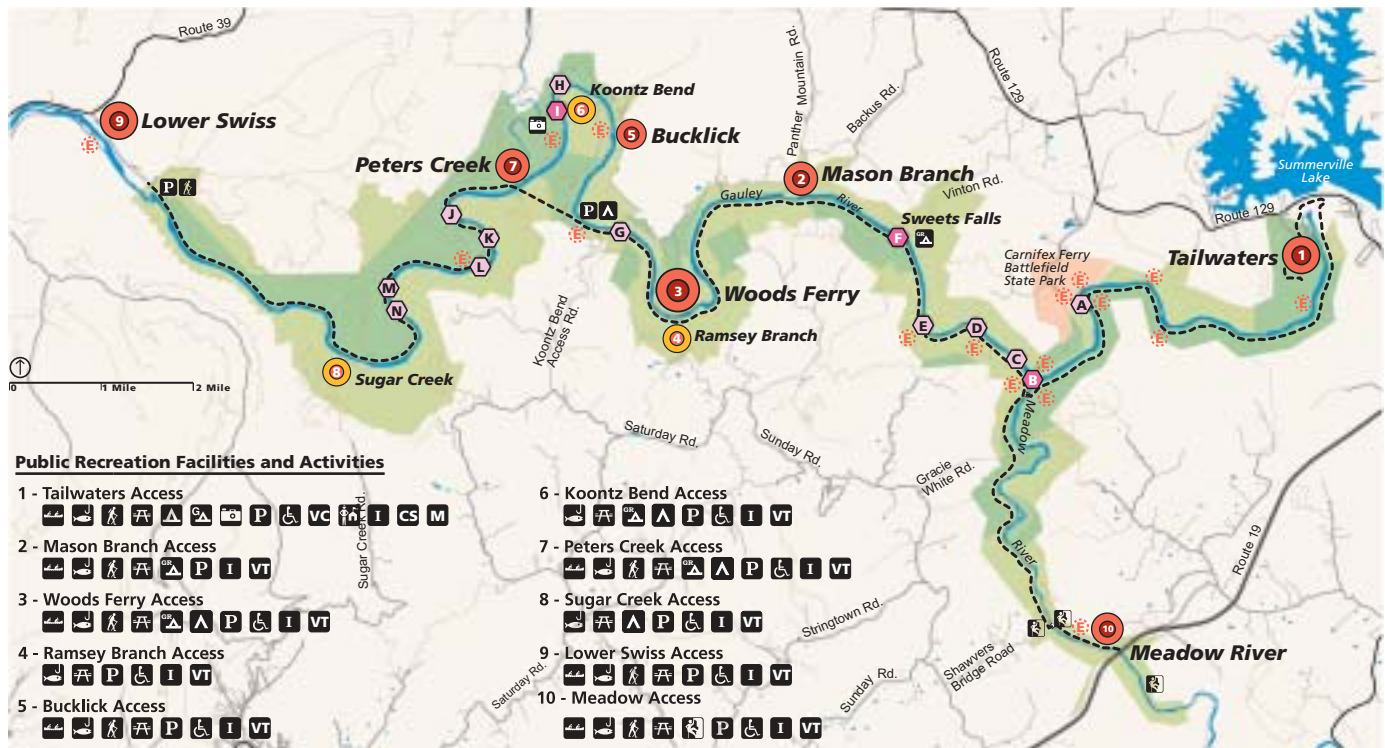 Route 39
9
Lower Swiss
E
P
Peters Creek
7
H
I
6
Koontz Bend
E
E
5
Bucklick
J
K
L
E
M
N
8
Sugar Creek
P
E
G
Koontz Bend
Access Rd.
3
Woods Ferry
4
Ramsey Branch
Gauley
River
Panther Mountain Rd.
Backus Rd.
2
Mason Branch
Vinton Rd.
Sweets Falls
F
GR
Route 129
Summerville
Lake
Route 129
Tailwaters
1
E
Carnifex Ferry
Battlefield
State Park
E
E
A
E
E
E
E
E
D
E
C
E
B
E
E
Meadow
River
Saturday Rd.
Sunday Rd.
Gracie
White Rd.
Route 19
Stringtown Rd.
Shawvers
Bridge Road
Sunday Rd.
Saturday Rd.
Sugar Creek Rd.
E
10
Meadow River
0 1 Mile 2 Mile
Public Recreation Facilities and Activities
1 - Tailwaters Access
G P VC I CS M
2 - Mason Branch Access
GR P I VT
3 - Woods Ferry Access
GR P I VT
4 - Ramsey Branch Access
P I VT
5 - Bucklick Access
P I VT
6 - Koontz Bend Access
GR P I VT
7 - Peters Creek Access
GR P I VT
8 - Sugar Creek Access
P I VT
9 - Lower Swiss Access
P I VT
10 - Meadow Access
P I VT